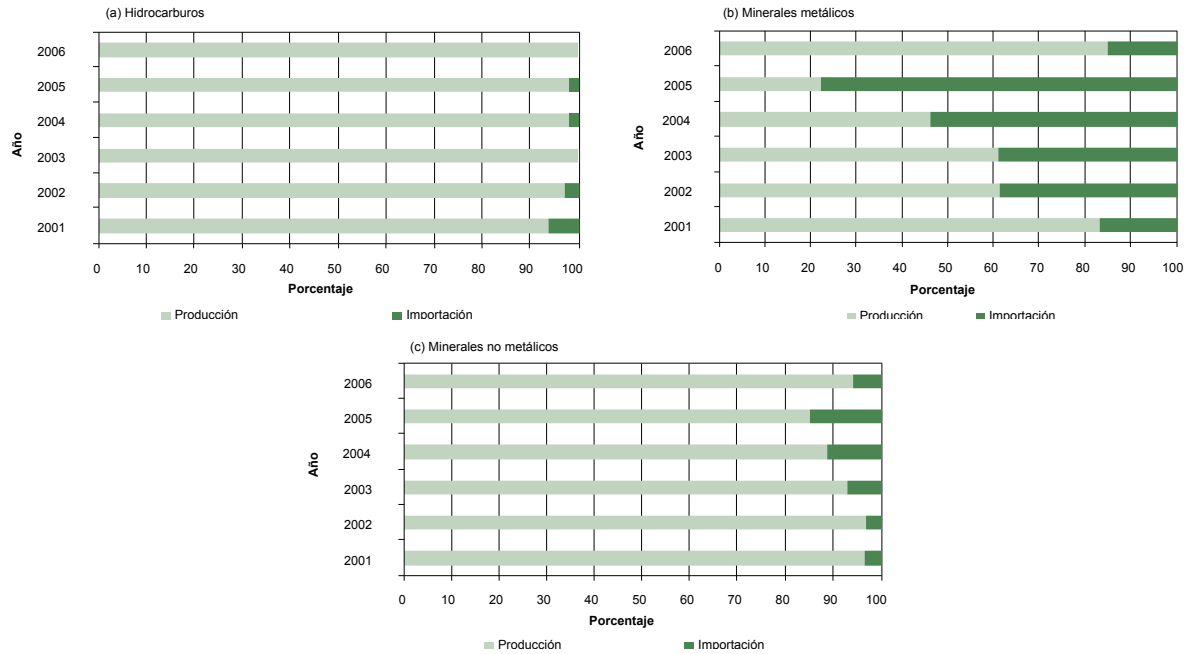 (a) Hidrocarburos
2006
2005
2004
2003
2002
2001
Año
0 10 20 30 40 50 60 70 80 90 100
Porcentaje
Producción Importación
(b) Minerales metálicos
2006
2005
2004
2003
2002
2001
Año
0 10 20 30 40 50 60 70 80 90 100
Porcentaje
Producción Importación
(c) Minerales no metálicos
2006
2005
2004
2003
2002
2001
Año
0 10 20 30 40 50 60 70 80 90 100
Porcentaje
Producción Importación